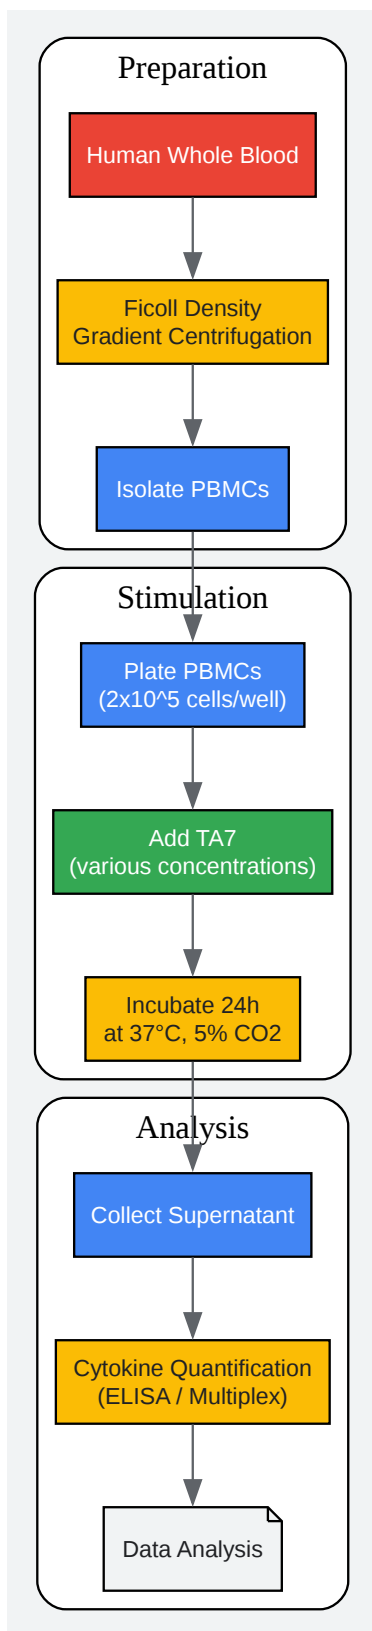 Preparation
Human Whole Blood
Ficoll Density
Gradient Centrifugation
Isolate PBMCs
Stimulation
Plate PBMCs
(2x10^5 cells/well)
Add TA7
(various concentrations)
Incubate 24h
at 37°C, 5% CO2
Analysis
Collect Supernatant
Cytokine Quantification
(ELISA / Multiplex)
Data Analysis